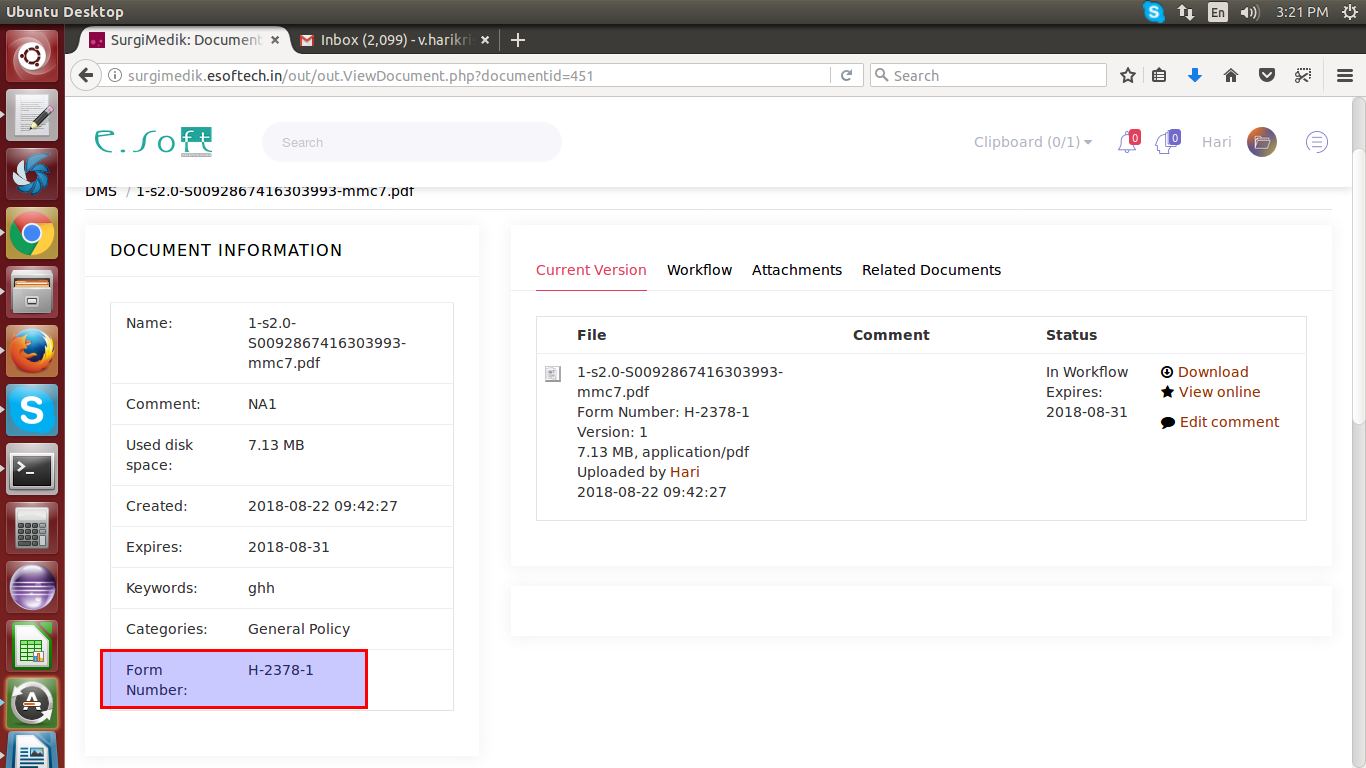 Ubuntu Desktop
En
3:21 PM
SurgiMedik: Document
Inbox (2,099) - v.harikri
surgimedik.esoftech.in/out/out.ViewDocument.php?documentid=451
Search
e.soft
Search
Clipboard (0/1)
0
0
Hari
DMS / 1-s2.0-S0092867416303993-mmc7.pdf
DOCUMENT INFORMATION
Name: 1-s2.0-
S0092867416303993-
mmc7.pdf
Comment: NA1
Used disk 7.13 MB
space:
Created: 2018-08-22 09:42:27
Expires: 2018-08-31
Keywords: ghh
Categories: General Policy
Form H-2378-1
Number:
Current Version Workflow Attachments Related Documents
File Comment Status
1-s2.0-S0092867416303993- In Workflow Download
mmc7.pdf Expires: View online
Form Number: H-2378-1 2018-08-31 Edit comment
Version: 1
7.13 MB, application/pdf
Uploaded by Hari
2018-08-22 09:42:27